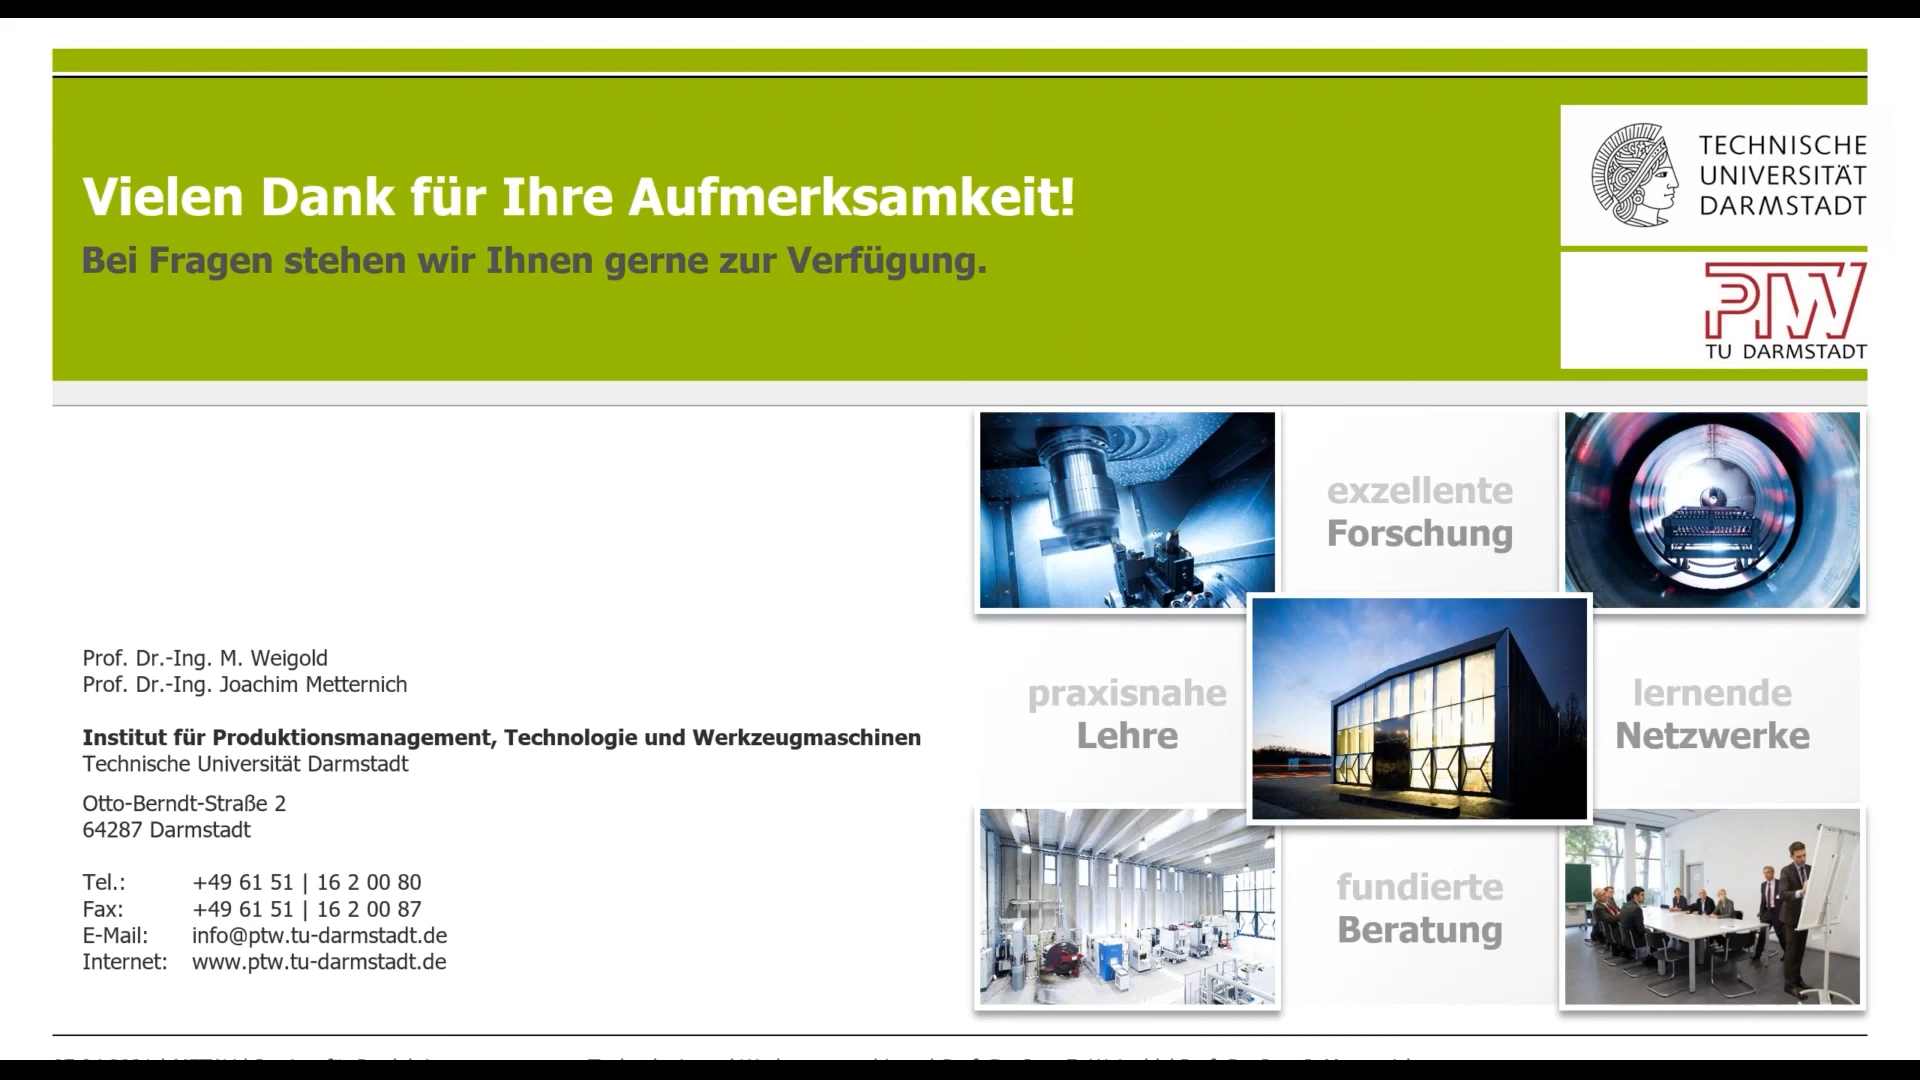 Vielen Dank für Ihre Aufmerksamkeit!
Bei Fragen stehen wir Ihnen gerne zur Verfügung.
TECHNISCHE
UNIVERSITÄT
DARMSTADT
PTW
TU DARMSTADT
exzellente
Forschung
praxisnahe
Lehre
lernende
Netzwerke
fundierte
Beratung
Prof. Dr.-Ing. M. Weigold
Prof. Dr.-Ing. Joachim Metternich
Institut für Produktionsmanagement, Technologie und Werkzeugmaschinen
Technische Universität Darmstadt
Otto-Berndt-Straße 2
64287 Darmstadt
Tel.: +49 61 51 | 16 2 00 80
Fax: +49 61 51 | 16 2 00 87
E-Mail: info@ptw.tu-darmstadt.de
Internet: www.ptw.tu-darmstadt.de